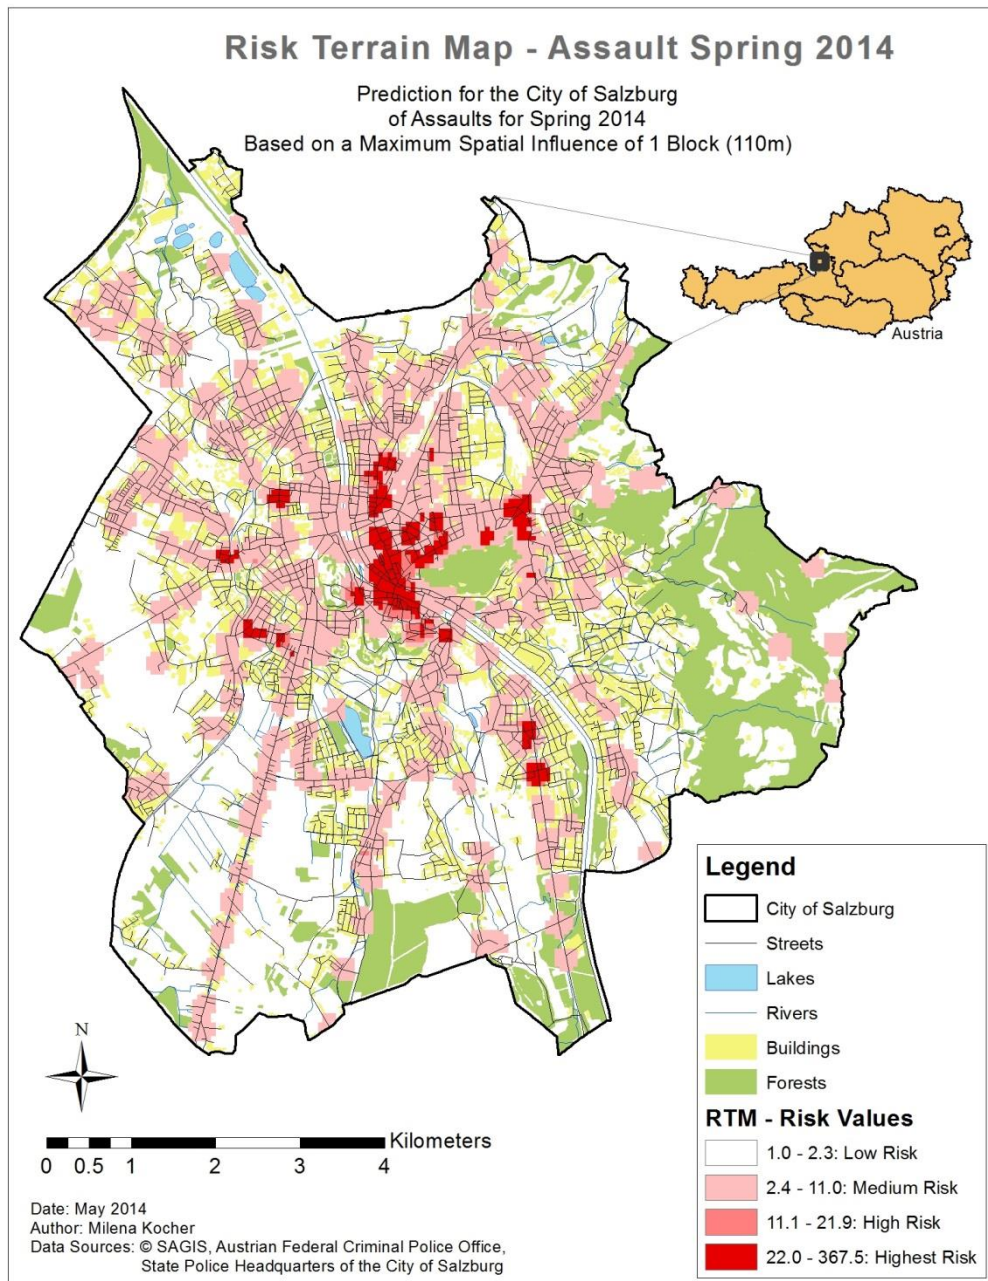 Risk Terrain Map - Assault Spring 2014
Prediction for the City of Salzburg
of Assaults for Spring 2014
Based on a Maximum Spatial Influence of 1 Block (110m)
Austria
Legend
City of Salzburg
Streets
Lakes
Rivers
Buildings
Forests
RTM - Risk Values
1.0 - 2.3: Low Risk
2.4 - 11.0: Medium Risk
11.1 - 21.9: High Risk
22.0 - 367.5: Highest Risk
N
Kilometers
0 0.5 1 2 3 4
Date: May 2014
Author: Milena Kocher
Data Sources: © SAGIS, Austrian Federal Criminal Police Office,
State Police Headquarters of the City of Salzburg